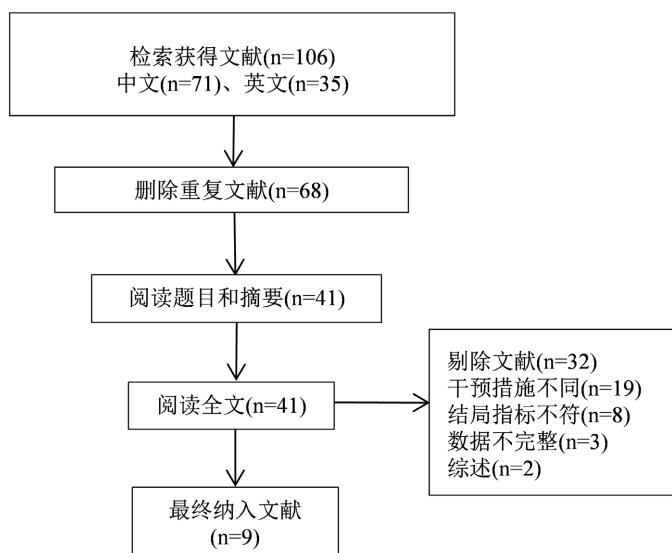 检索获得文献(n=106)
中文(n=71)、英文(n=35)
删除重复文献(n=68)
阅读题目和摘要(n=41)
阅读全文(n=41)
剔除文献(n=32)
干预措施不同(n=19)
结局指标不符(n=8)
数据不完整(n=3)
综述(n=2)
最终纳入文献
(n=9)